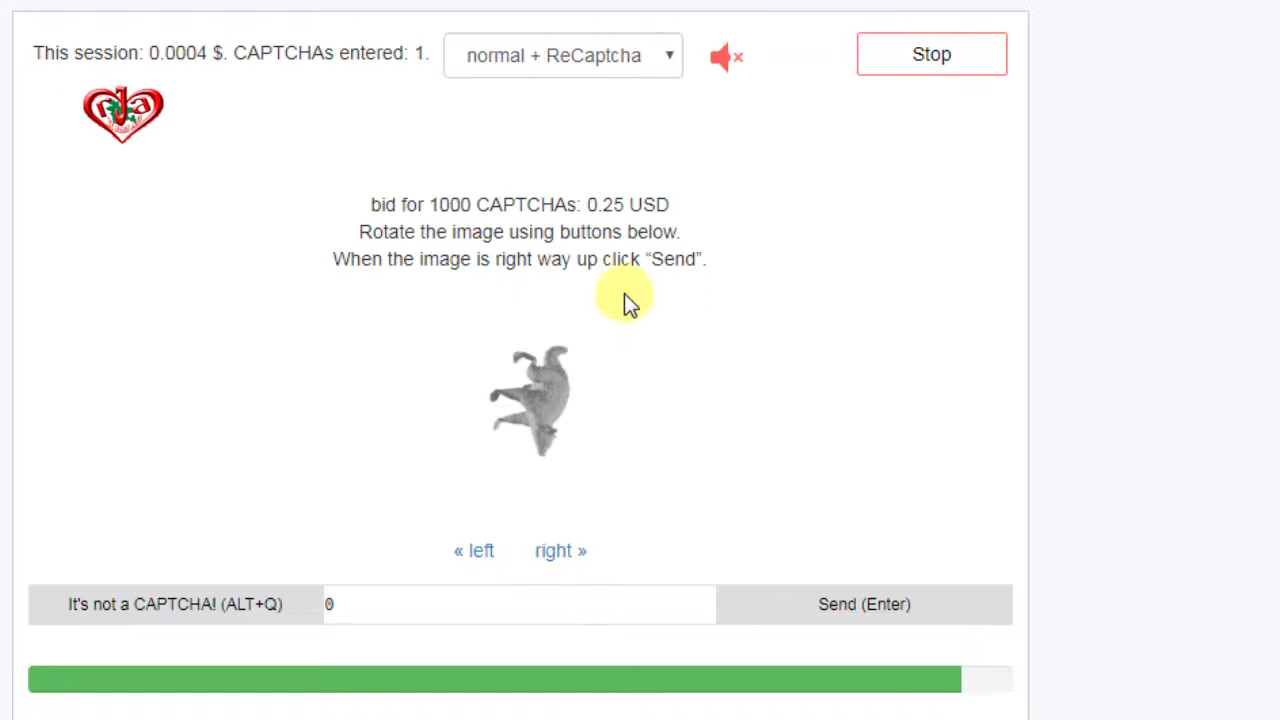 This session: 0.0004 $. CAPTCHAs entered: 1.
normal + ReCaptcha
Stop
bid for 1000 CAPTCHAs: 0.25 USD
Rotate the image using buttons below.
When the image is right way up click “Send”.
« left
right »
It's not a CAPTCHA! (ALT+Q)
0
Send (Enter)